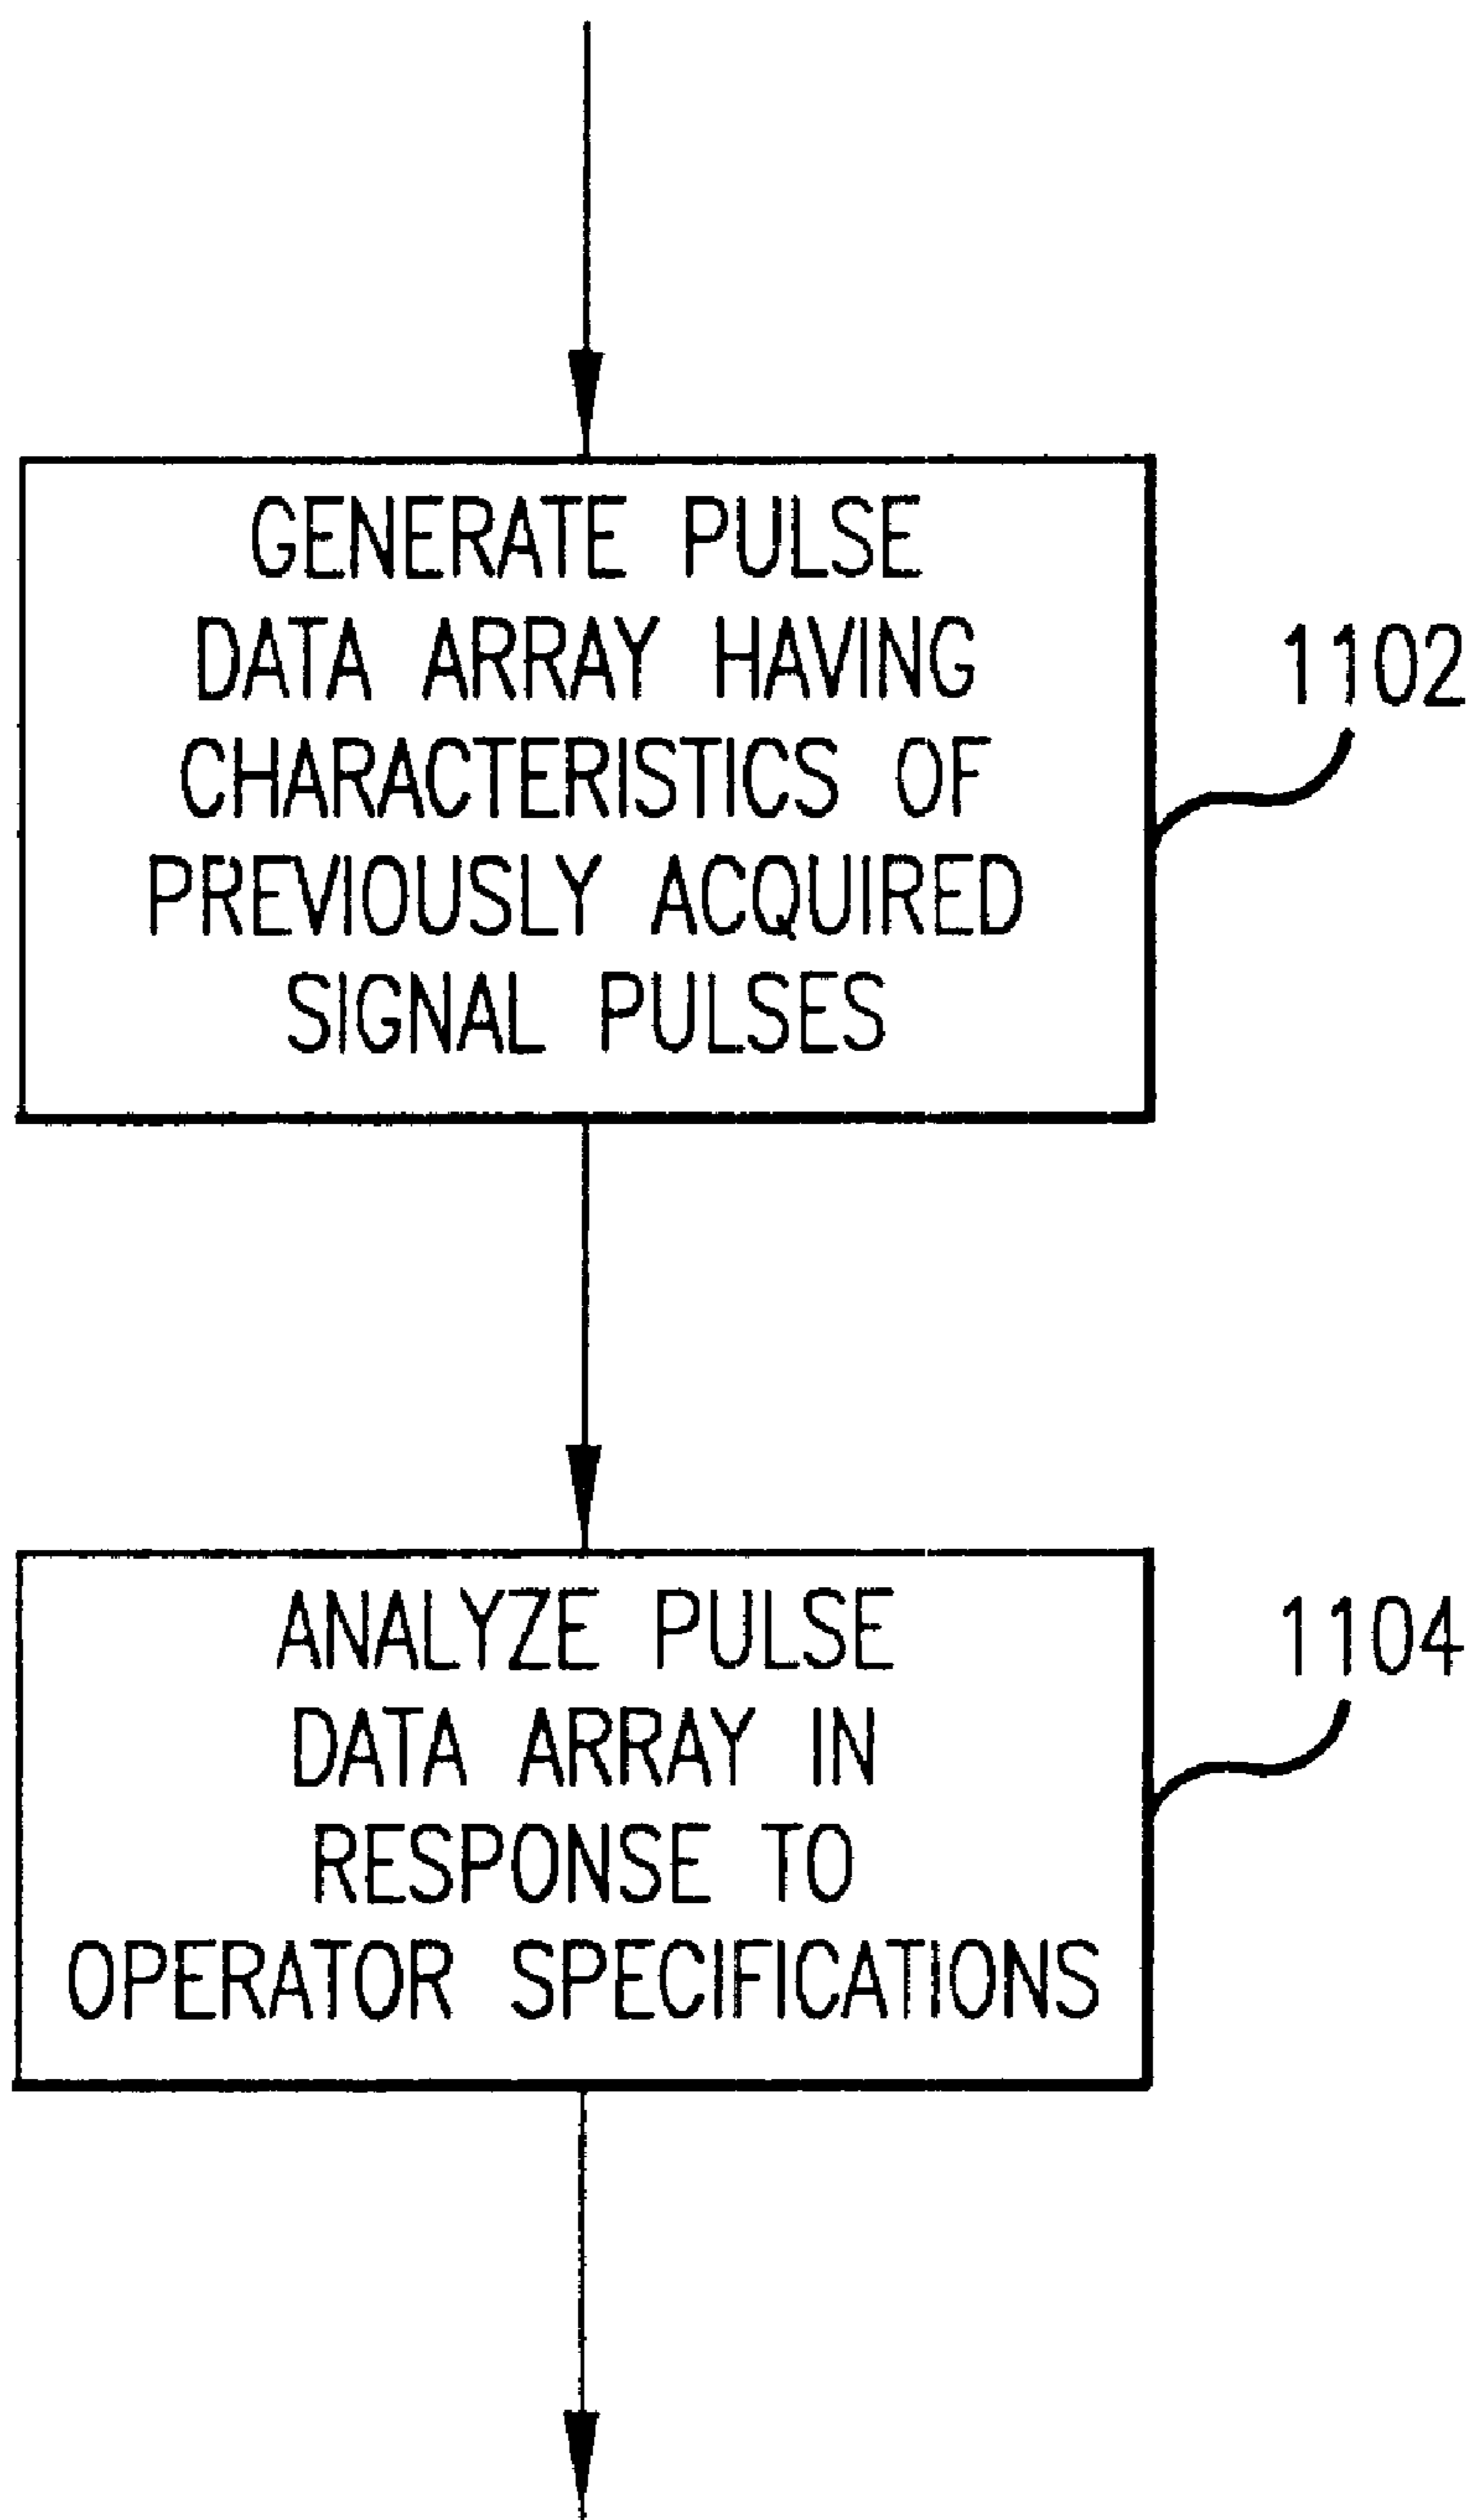 GENERATE PULSE
DATA ARRAY HAVING
CHARACTERISTICS OF
PREVIOUSLY ACQUIRED
SIGNAL PULSES
1102
ANALYZE PULSE
DATA ARRAY IN
RESPONSE TO
OPERATOR SPECIFICATIONS
1104